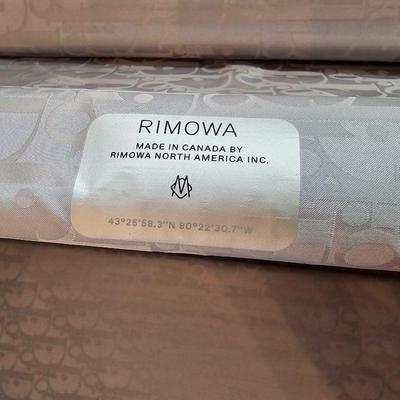 RIMOWA
MADE IN CANADA BY
RIMOWA NORTH AMERICA INC.
43°25'58.3"N 80°22'30.7"W